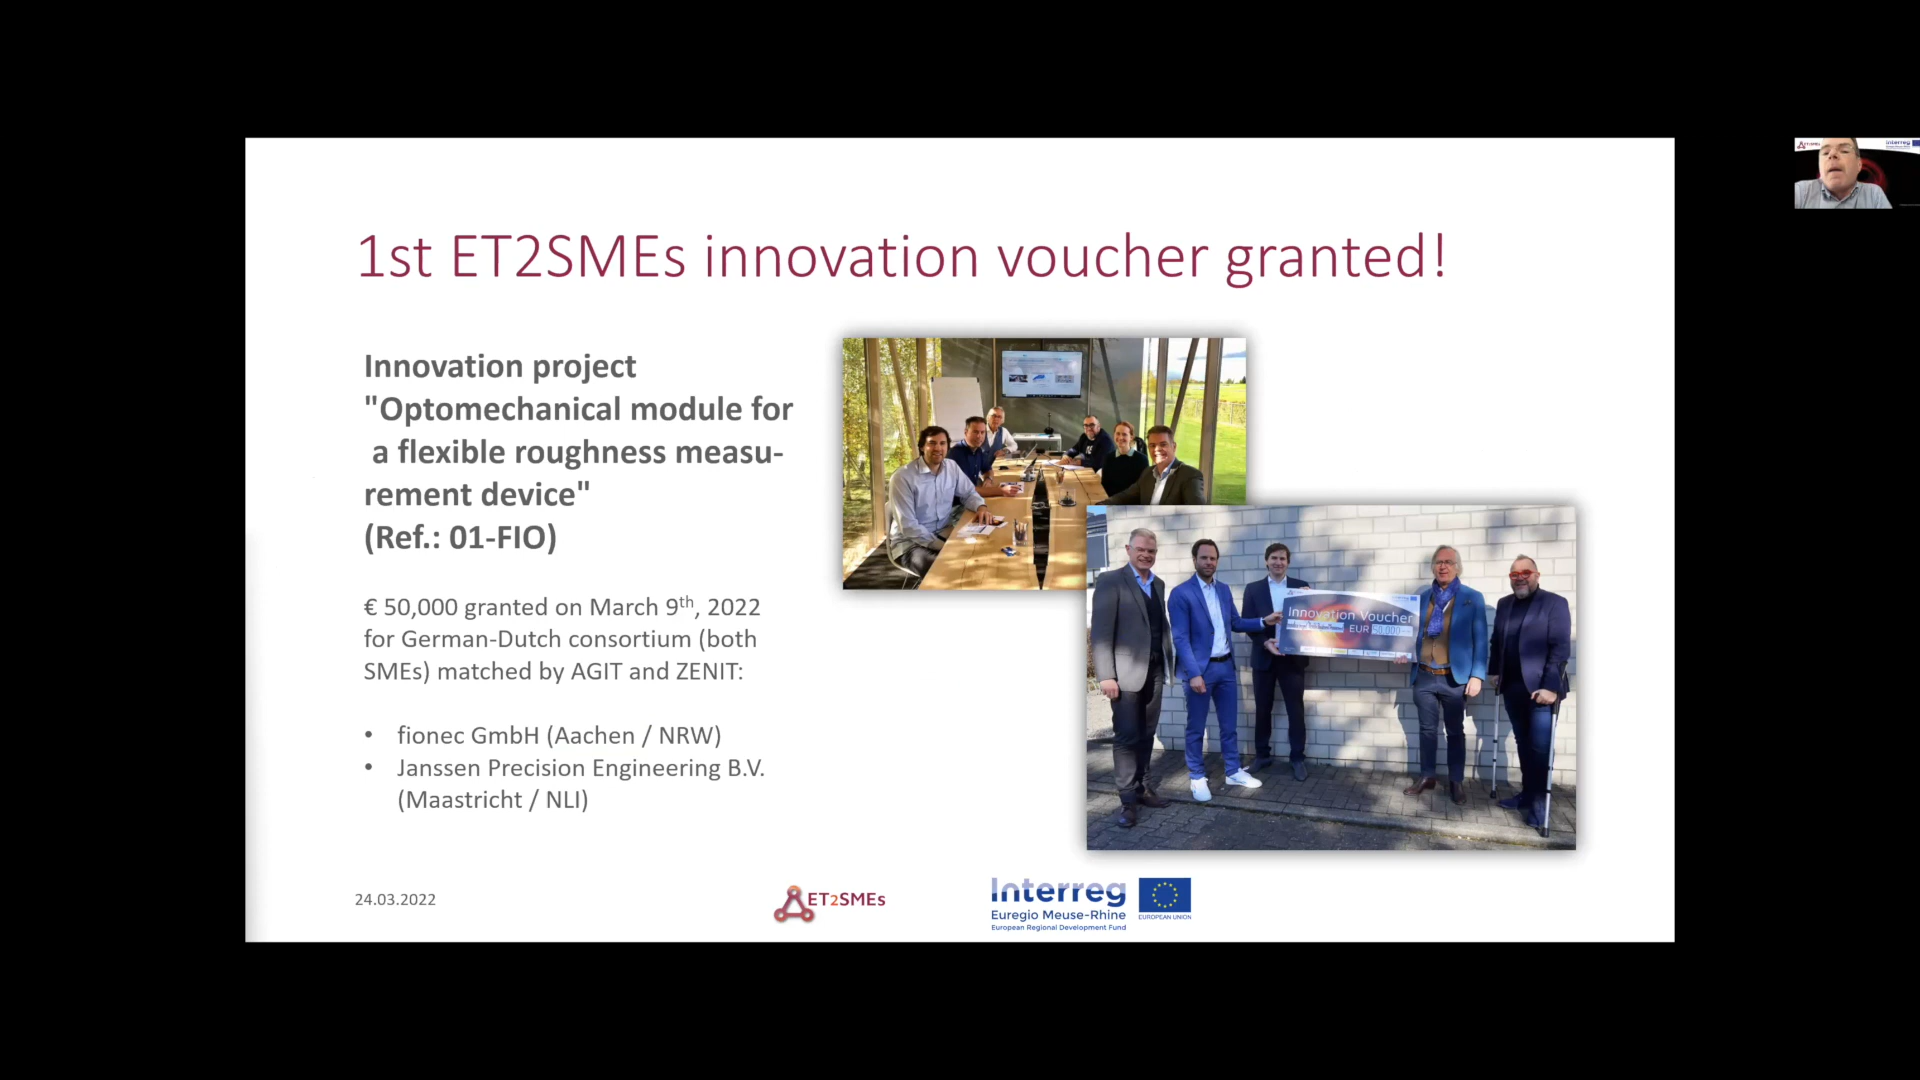 1st ET2SMEs innovation voucher granted!
Innovation project
"Optomechanical module for
a flexible roughness measu-
rement device"
(Ref.: 01-FIO)
€ 50,000 granted on March 9th, 2022
for German-Dutch consortium (both
SMEs) matched by AGIT and ZENIT:
• fionec GmbH (Aachen / NRW)
• Janssen Precision Engineering B.V.
(Maastricht / NLI)
Innovation Voucher
EUR 50.000
24.03.2022
ET2SMEs
Interreg
Euregio Meuse-Rhine
European Regional Development Fund
EUROPEAN UNION
Interreg